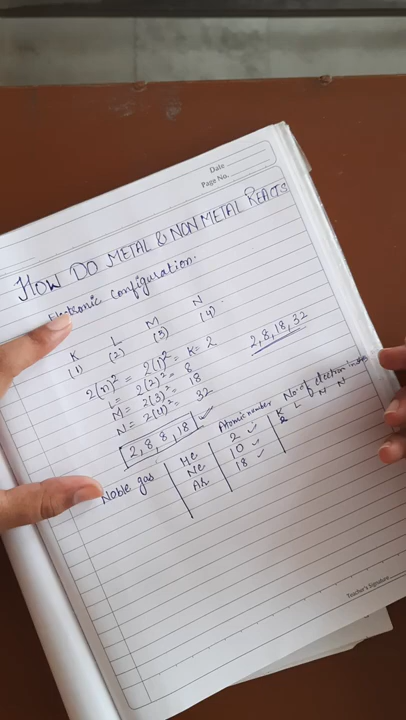 Date
Page No.
HOW DO METAL & NON METAL REACTS
Electronic Configuration.
K L M N
(1) (2) (3) (4)
2(n)² = 2(1)² = K = 2
L = 2(2)² = 8
M = 2(3)² = 18
N = 2(4)² = 32
2,8,18,32
2,8,8,18
Noble gas Atomic number No. of electron in
K L M N
He 2 2
Ne 10
Ar 18
Teacher's Signature